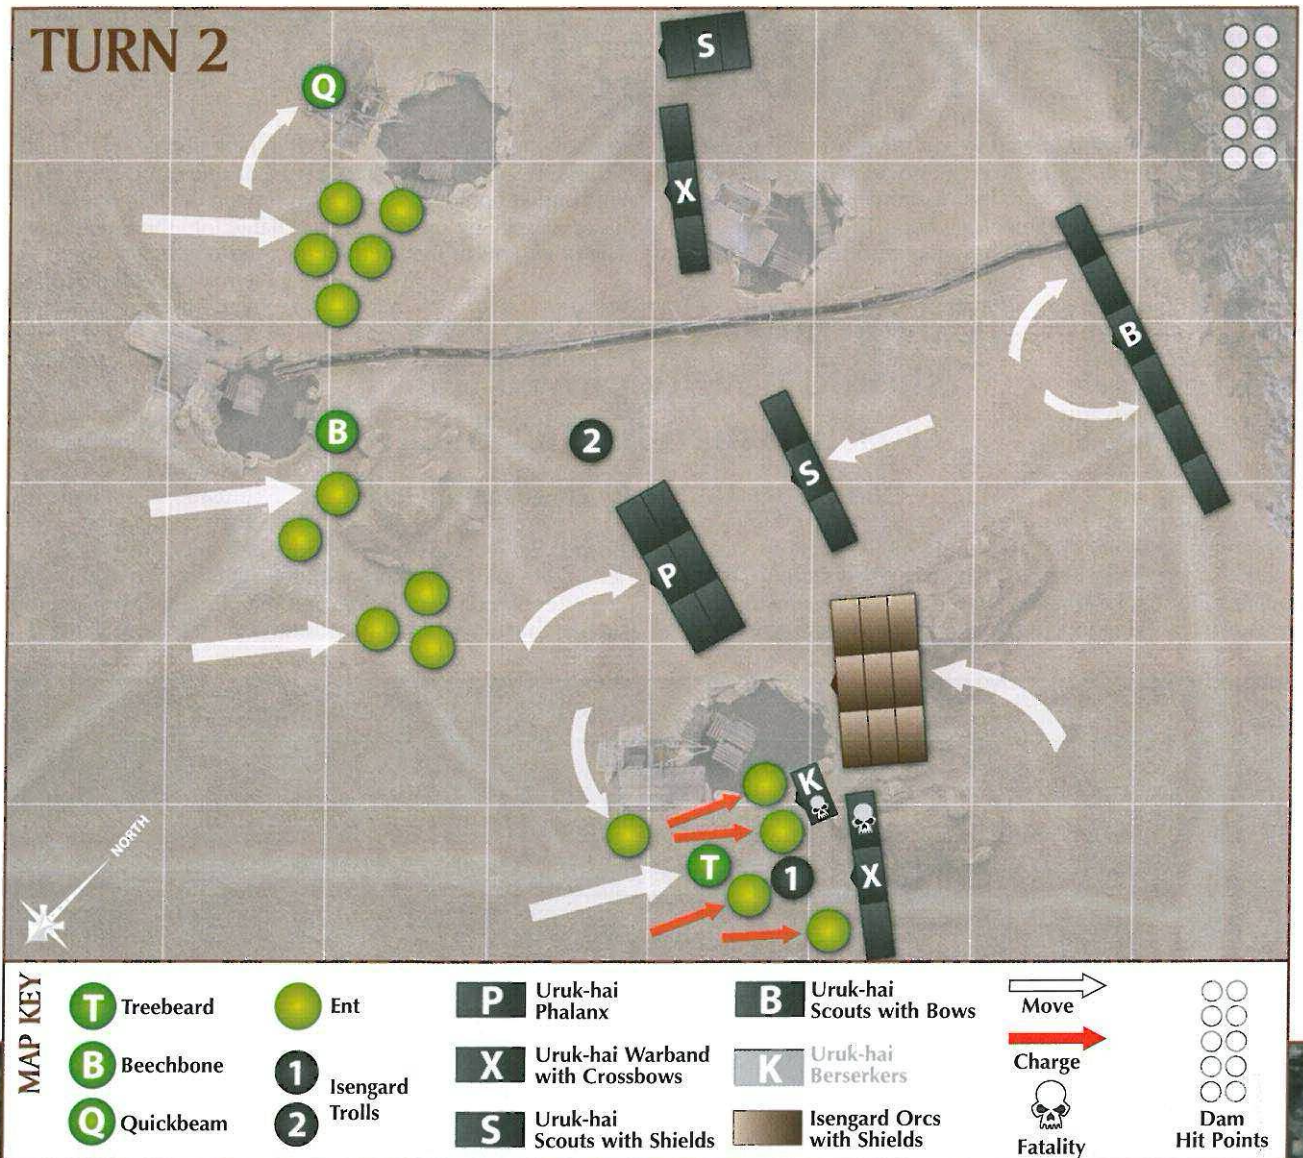 TURN 2
Q
S
X
B
B
2
S
P
K
T
1
X
NORTH
MAP KEY
T Treebeard
B Beechbone
Q Quickbeam
Ent
1
2
Isengard
Trolls
P Uruk-hai
Phalanx
X Uruk-hai Warband
with Crossbows
S Uruk-hai
Scouts with Shields
B Uruk-hai
Scouts with Bows
K Uruk-hai
Berserkers
Isengard Orcs
with Shields
Move
Charge
Fatality
Dam
Hit Points